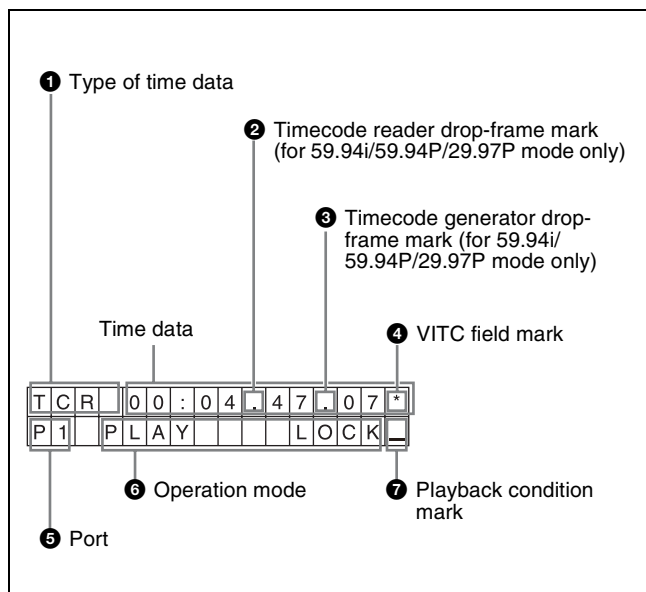 ❶ Type of time data
❷ Timecode reader drop-frame mark
(for 59.94i/59.94P/29.97P mode only)
❸ Timecode generator drop-
frame mark (for 59.94i/
59.94P/29.97P mode only)
Time data
❹ VITC field mark
TCR 00:04.47.07*
P1 PLAY LOCK_
❻ Operation mode
❼ Playback condition
mark
❺ Port